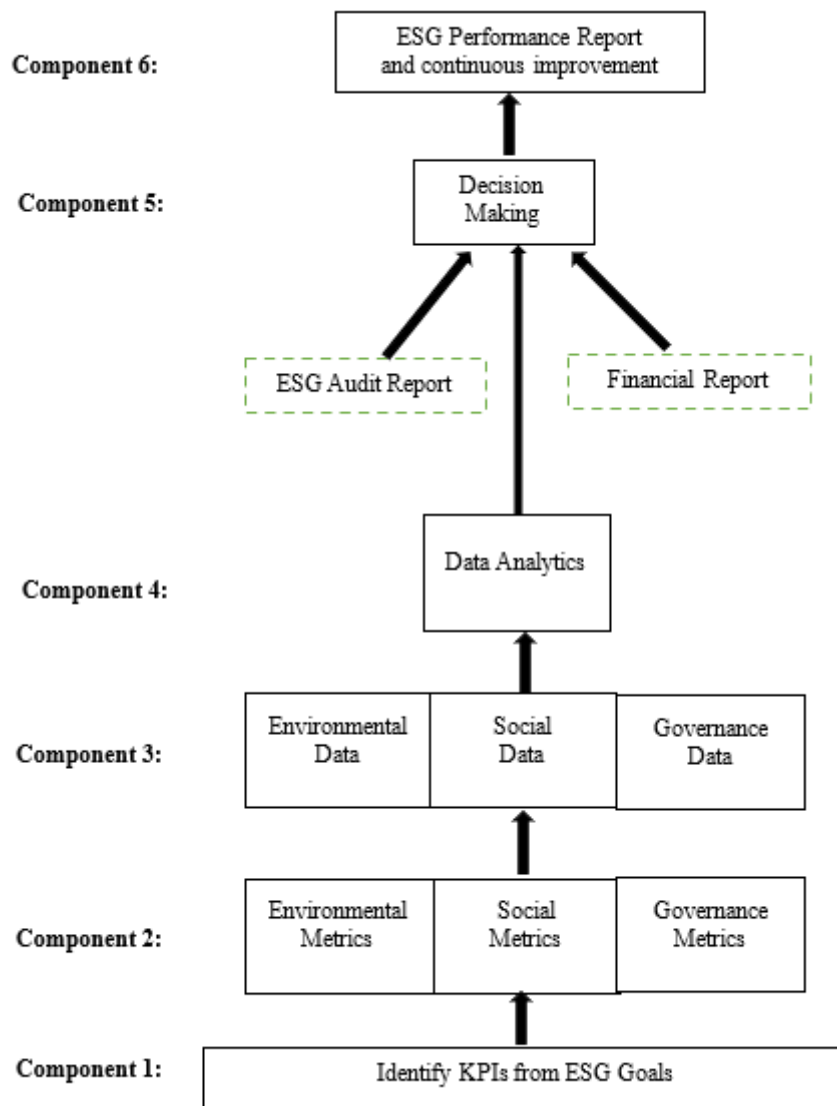 ESG Performance Report
and continuous improvement
Component 6:
Decision
Making
Component 5:
ESG Audit Report
Financial Report
Data Analytics
Component 4:
Environmental
Data
Social
Data
Governance
Data
Component 3:
Environmental
Metrics
Social
Metrics
Governance
Metrics
Component 2:
Component 1:
Identify KPIs from ESG Goals